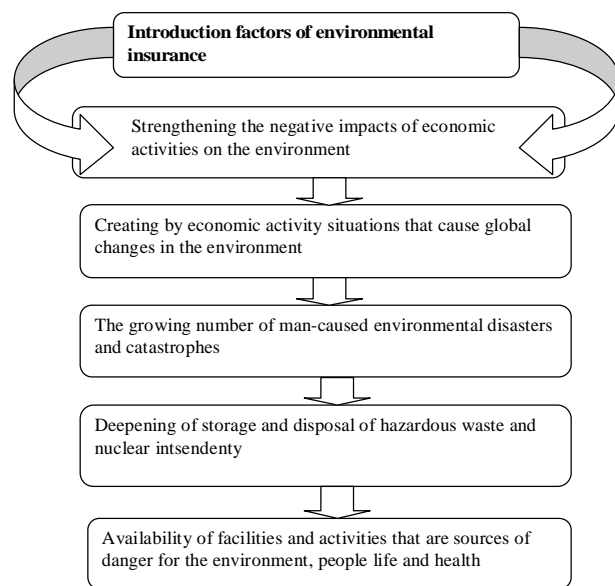 Introduction factors of environmental
insurance
Strengthening the negative impacts of economic
activities on the environment
Creating by economic activity situations that cause global
changes in the environment
The growing number of man-caused environmental disasters
and catastrophes
Deepening of storage and disposal of hazardous waste and
nuclear intsendenty
Availability of facilities and activities that are sources of
danger for the environment, people life and health